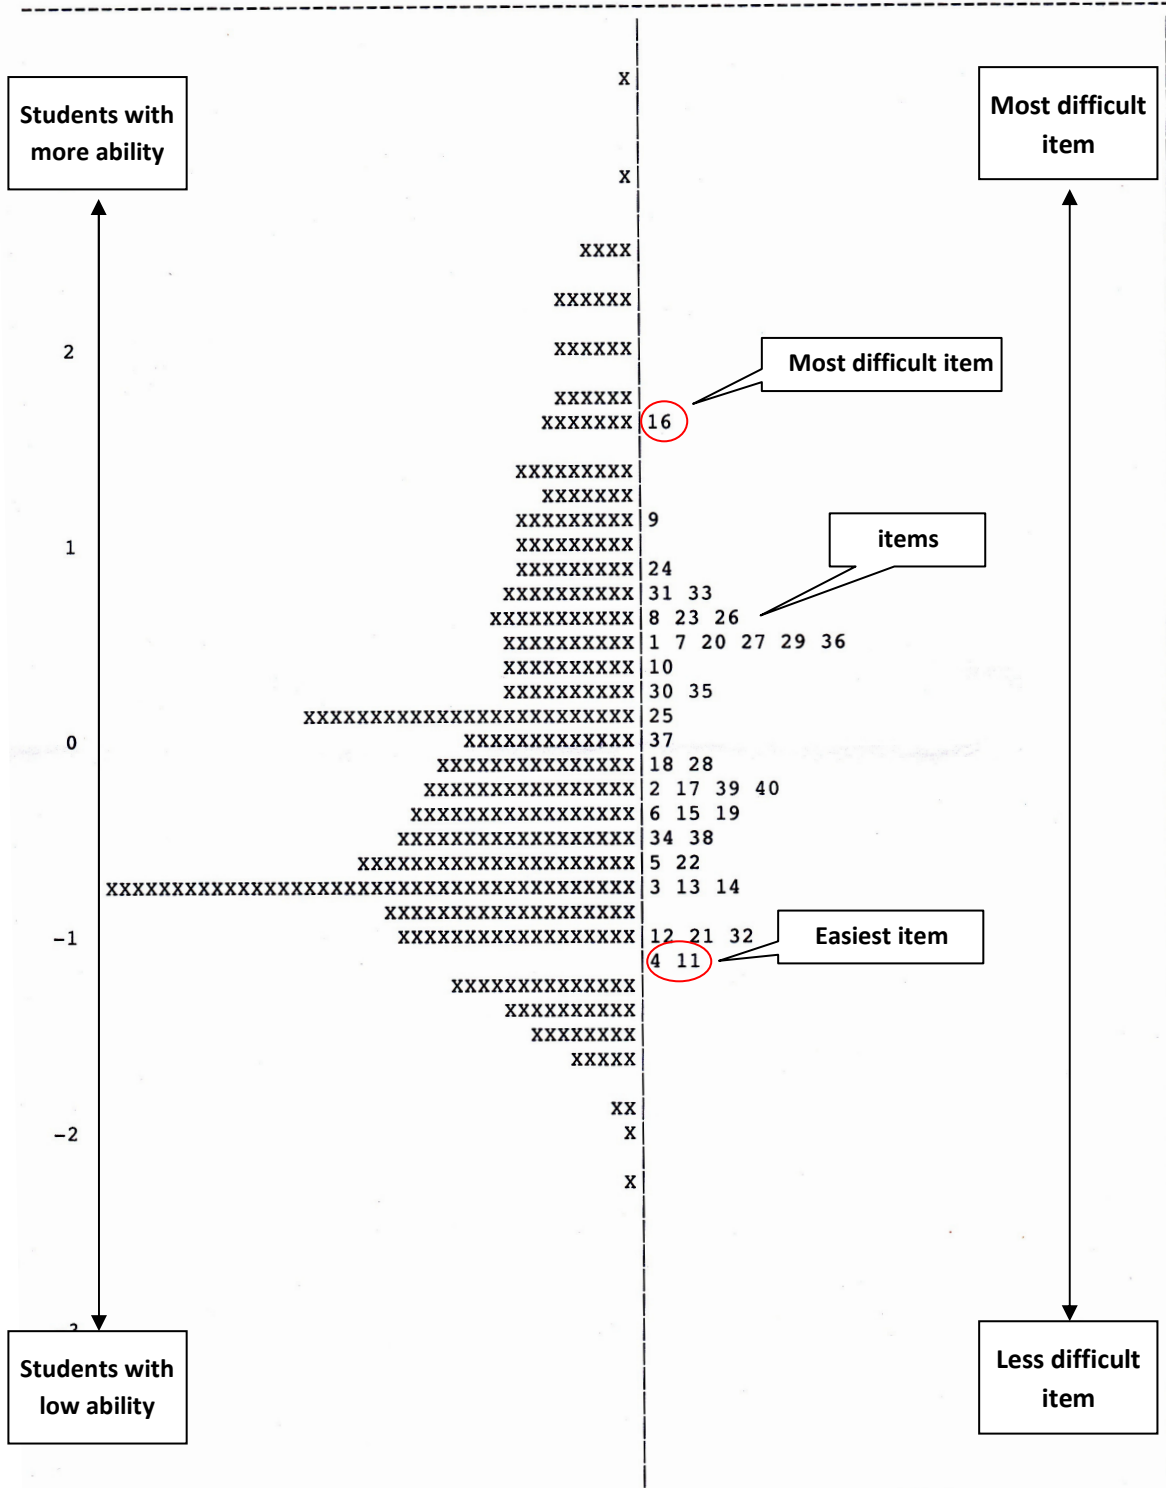 X
Students with
more ability
Most difficult
item
X
XXXX
XXXXXX
2 XXXXXX
Most difficult item
XXXXXX
XXXXXXX 16
XXXXXXXXX
XXXXXXX
XXXXXXXXX 9
items
1 XXXXXXXXX
XXXXXXXXX 24
XXXXXXXXXX 31 33
XXXXXXXXXXX 8 23 26
XXXXXXXXXX 1 7 20 27 29 36
XXXXXXXXXX 10
XXXXXXXXXX 30 35
XXXXXXXXXXXXXXXXXXXXXXXXX 25
0 XXXXXXXXXXXXX 37
XXXXXXXXXXXXXXX 18 28
XXXXXXXXXXXXXXXX 2 17 39 40
XXXXXXXXXXXXXXXXX 6 15 19
XXXXXXXXXXXXXXXXXX 34 38
XXXXXXXXXXXXXXXXXXXXX 5 22
XXXXXXXXXXXXXXXXXXXXXXXXXXXXXXXXXXXXXXXX 3 13 14
XXXXXXXXXXXXXXXXXXX
-1 XXXXXXXXXXXXXXXXXX 12 21 32
Easiest item
4 11
XXXXXXXXXXXXXX
XXXXXXXXXX
XXXXXXXX
XXXXX
XX
-2 X
X
Students with
low ability
Less difficult
item